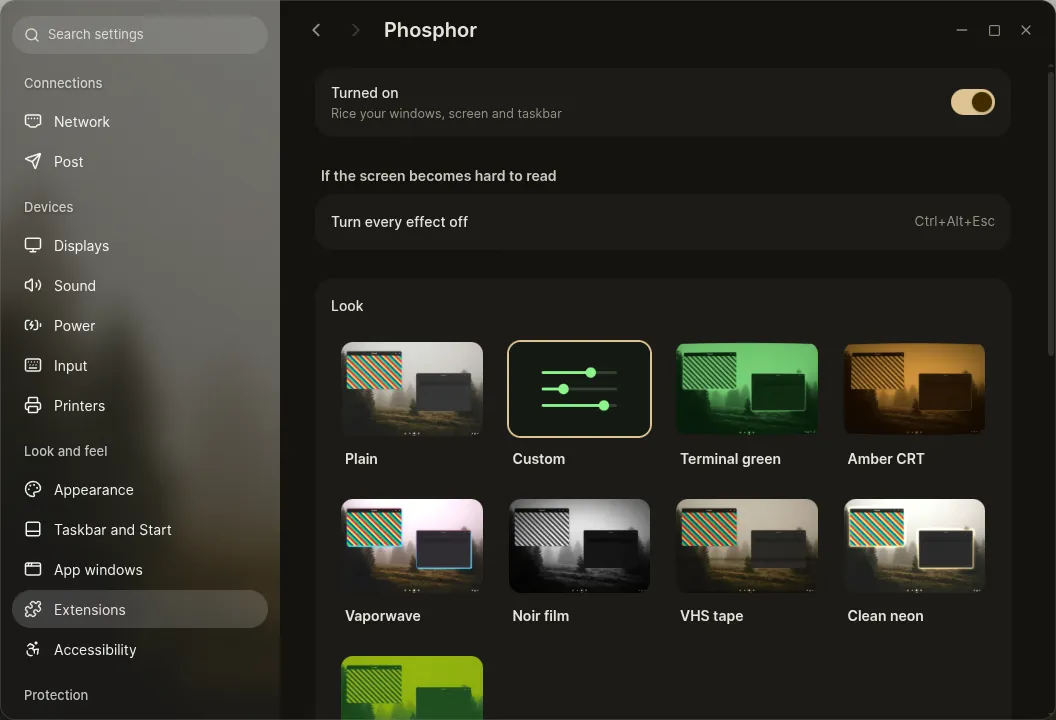 Search settings
Connections
Network
Post
Devices
Displays
Sound
Power
Input
Printers
Look and feel
Appearance
Taskbar and Start
App windows
Extensions
Accessibility
Protection
Phosphor
Turned on
Rice your windows, screen and taskbar
If the screen becomes hard to read
Turn every effect off
Ctrl+Alt+Esc
Look
Plain
Custom
Terminal green
Amber CRT
Vaporwave
Noir film
VHS tape
Clean neon